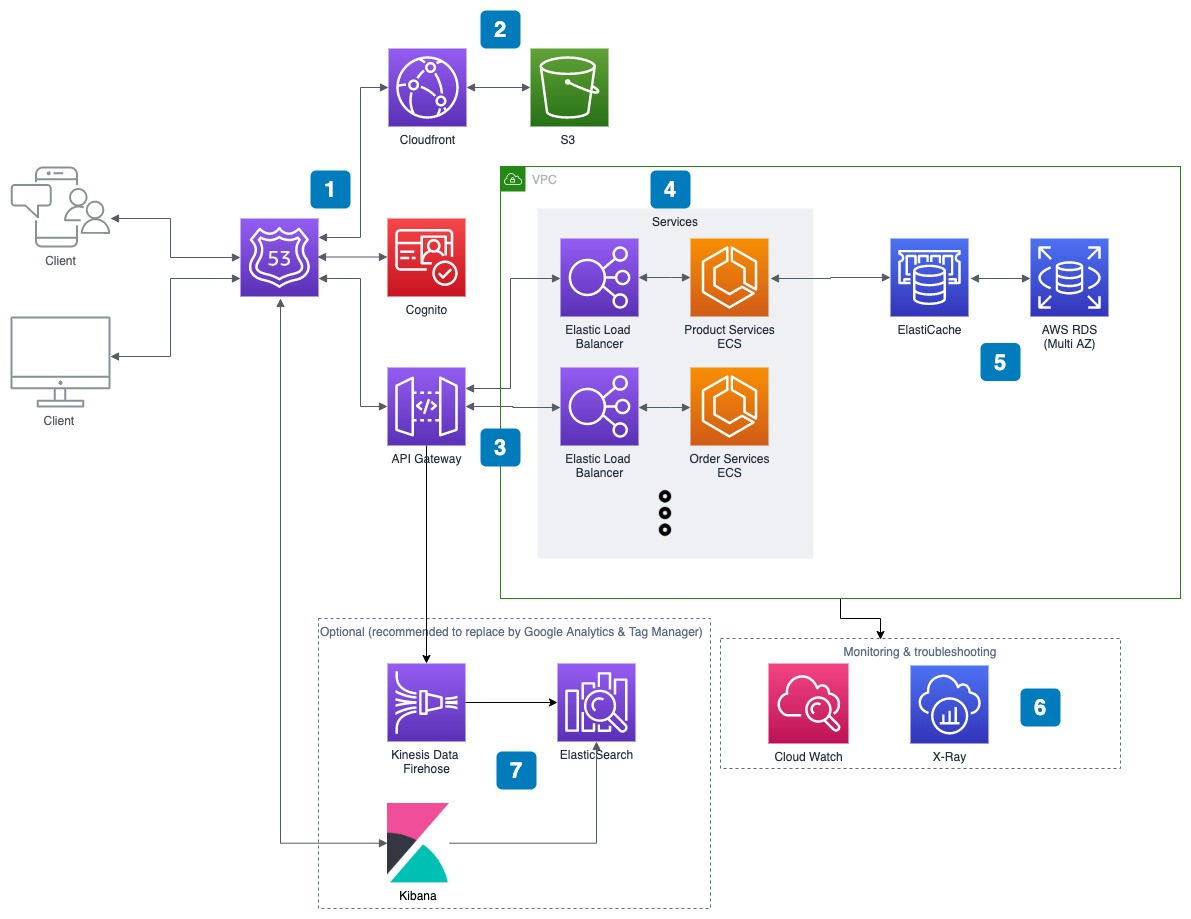 2
Cloudfront
S3
1
VPC
4
Services
Client
53
Cognito
Elastic Load
Balancer
Product Services
ECS
ElastiCache
AWS RDS
(Multi AZ)
5
Client
</>
API Gateway
3
Elastic Load
Balancer
Order Services
ECS
Optional (recommended to replace by Google Analytics & Tag Manager)
Kinesis Data
Firehose
ElasticSearch
7
Kibana
Monitoring & troubleshooting
Cloud Watch
X-Ray
6